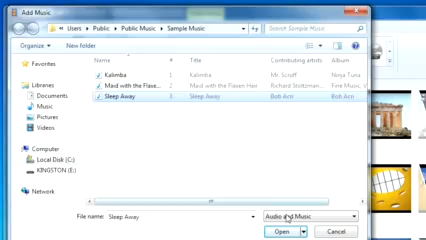 Add Music
« Users ▸ Public ▸ Public Music ▸ Sample Music
Search Sample Music
Organize
New folder
Name
#
Title
Contributing artists
Album
Favorites
Kalimba 1 Kalimba Mr. Scruff Ninja Tuna
Maid with the Flaxe... 2 Maid with the Flaxen Hair Richard Stoltzman...
Sleep Away 3 Sleep Away Bob Acri Bob Acri
Libraries
Documents
Music
Pictures
Videos
Computer
Local Disk (C:)
KINGSTON (E:)
Network
File name: Sleep Away
Audio and Music
Open
Cancel